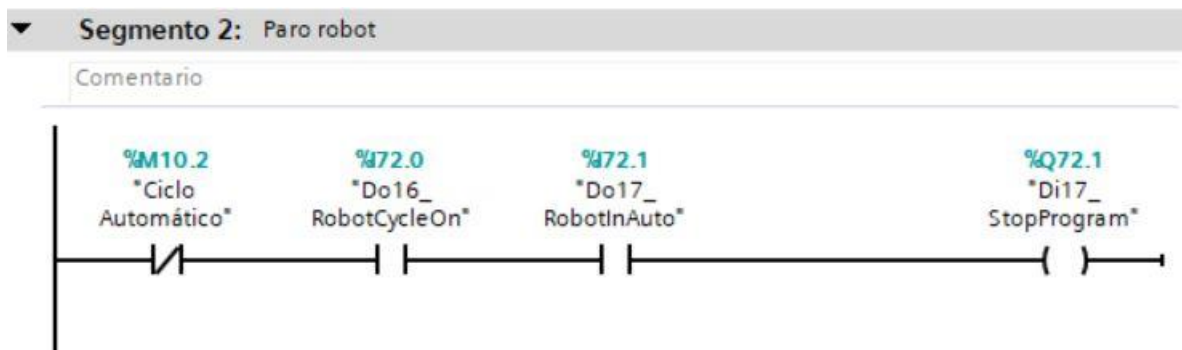 Segmento 2: Paro robot
Comentario
%M10.2 %I72.0 %I72.1 %Q72.1
"Ciclo "Do16_ "Do17_ "Di17_
Automático" RobotCycleOn" RobotInAuto" StopProgram"